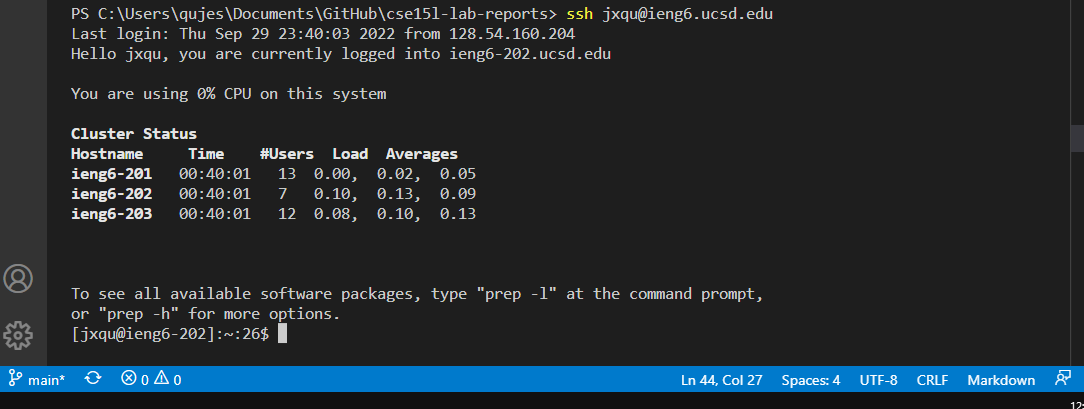 PS C:\Users\qujes\Documents\GitHub\cse15l-lab-reports> ssh jxqu@ieng6.ucsd.edu
Last login: Thu Sep 29 23:40:03 2022 from 128.54.160.204
Hello jxqu, you are currently logged into ieng6-202.ucsd.edu
You are using 0% CPU on this system
Cluster Status
Hostname     Time    #Users  Load  Averages
ieng6-201   00:40:01   13  0.00,  0.02,  0.05
ieng6-202   00:40:01   7   0.10,  0.13,  0.09
ieng6-203   00:40:01   12  0.08,  0.10,  0.13
To see all available software packages, type "prep -l" at the command prompt,
or "prep -h" for more options.
[jxqu@ieng6-202]:~:26$
main* 0 0 Ln 44, Col 27 Spaces: 4 UTF-8 CRLF Markdown